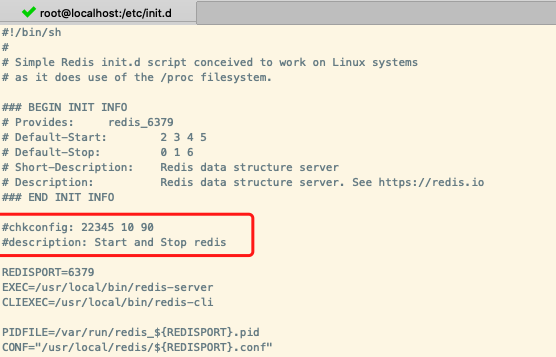 root@localhost:/etc/init.d
#!/bin/sh
#
# Simple Redis init.d script conceived to work on Linux systems
# as it does use of the /proc filesystem.
### BEGIN INIT INFO
# Provides:     redis_6379
# Default-Start:        2 3 4 5
# Default-Stop:         0 1 6
# Short-Description:    Redis data structure server
# Description:          Redis data structure server. See https://redis.io
### END INIT INFO
#chkconfig: 22345 10 90
#description: Start and Stop redis
REDISPORT=6379
EXEC=/usr/local/bin/redis-server
CLIEXEC=/usr/local/bin/redis-cli
PIDFILE=/var/run/redis_${REDISPORT}.pid
CONF="/usr/local/redis/${REDISPORT}.conf"